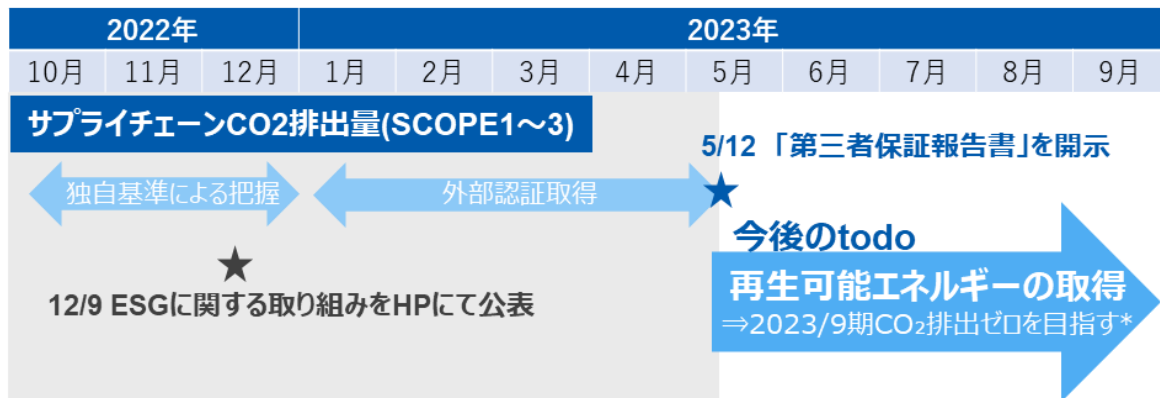 2022年 2023年
10月 11月 12月 1月 2月 3月 4月 5月 6月 7月 8月 9月
サプライチェーンCO2排出量(SCOPE1～3)
5/12 「第三者保証報告書」を開示
独自基準による把握 外部認証取得
今後のtodo
再生可能エネルギーの取得
12/9 ESGに関する取り組みをHPにて公表
⇒2023/9期CO₂排出ゼロを目指す*